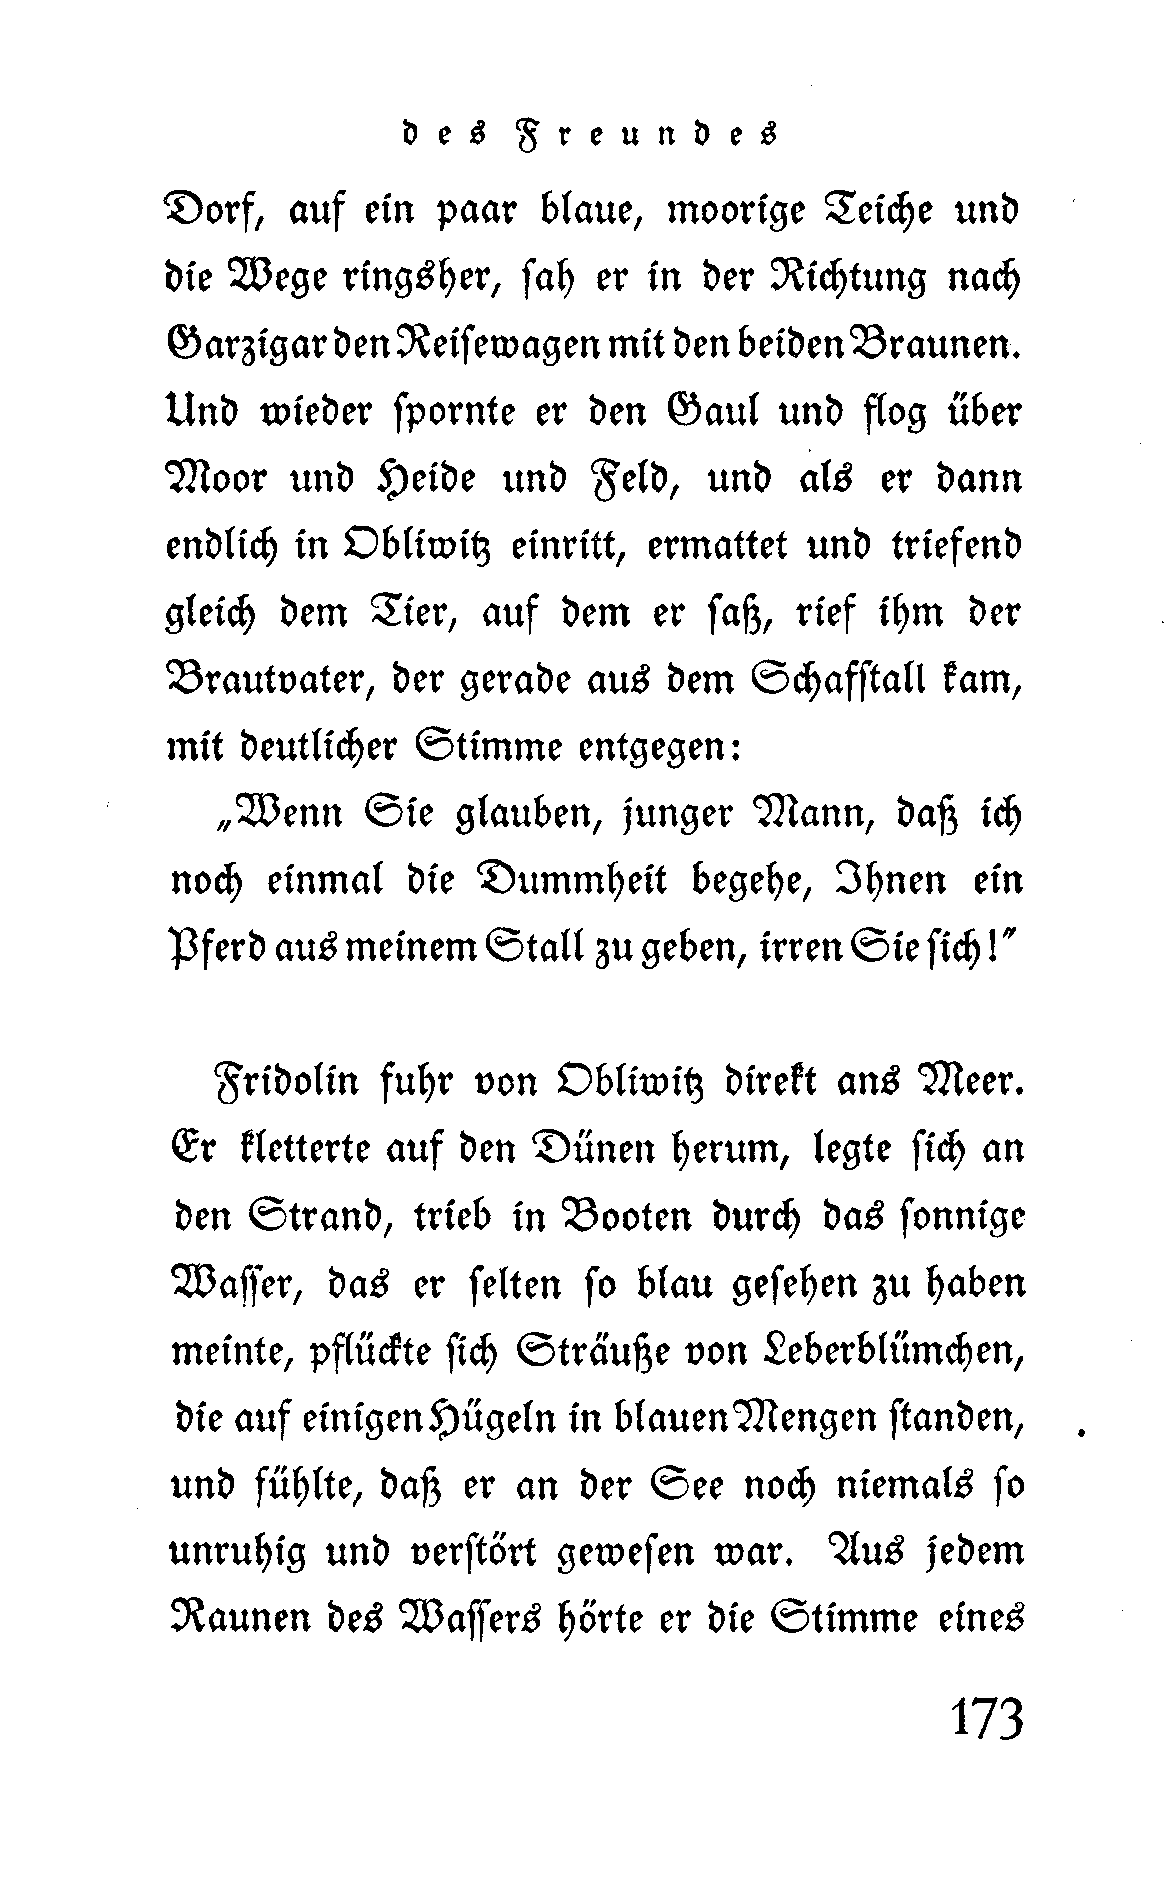 des Freundes
Dorf, auf ein paar blaue, moorige Teiche und
die Wege ringsher, ſah er in der Richtung nach
Garzigar den Reiſewagen mit den beiden Braunen.
Und wieder ſpornte er den Gaul und flog über
Moor und Heide und Feld, und als er dann
endlich in Obliwitz einritt, ermattet und triefend
gleich dem Tier, auf dem er ſaß, rief ihm der
Brautvater, der gerade aus dem Schafſtall kam,
mit deutlicher Stimme entgegen:
„Wenn Sie glauben, junger Mann, daß ich
noch einmal die Dummheit begehe, Ihnen ein
Pferd aus meinem Stall zu geben, irren Sie ſich!“
Fridolin fuhr von Obliwitz direkt ans Meer.
Er kletterte auf den Dünen herum, legte ſich an
den Strand, trieb in Booten durch das ſonnige
Waſſer, das er ſelten ſo blau geſehen zu haben
meinte, pflückte ſich Sträuße von Leberblümchen,
die auf einigen Hügeln in blauen Mengen ſtanden,
und fühlte, daß er an der See noch niemals ſo
unruhig und verſtört geweſen war. Aus jedem
Raunen des Waſſers hörte er die Stimme eines
173